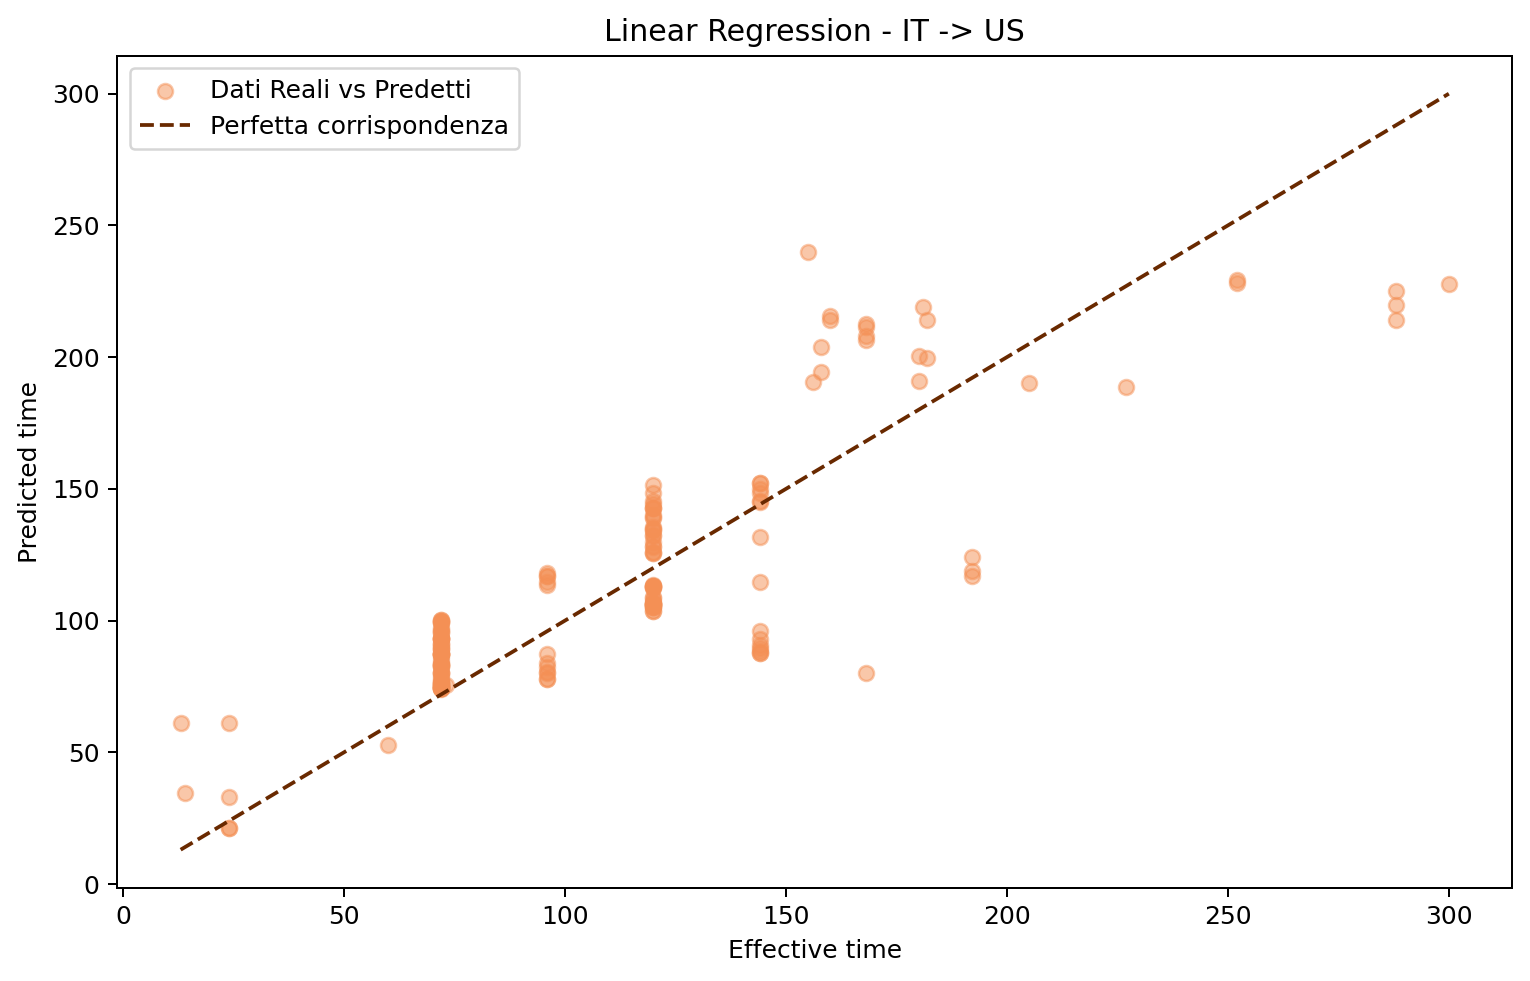 Linear Regression - IT -> US
Dati Reali vs Predetti
Perfetta corrispondenza
Predicted time
300
250
200
150
100
50
0
0 50 100 150 200 250 300
Effective time